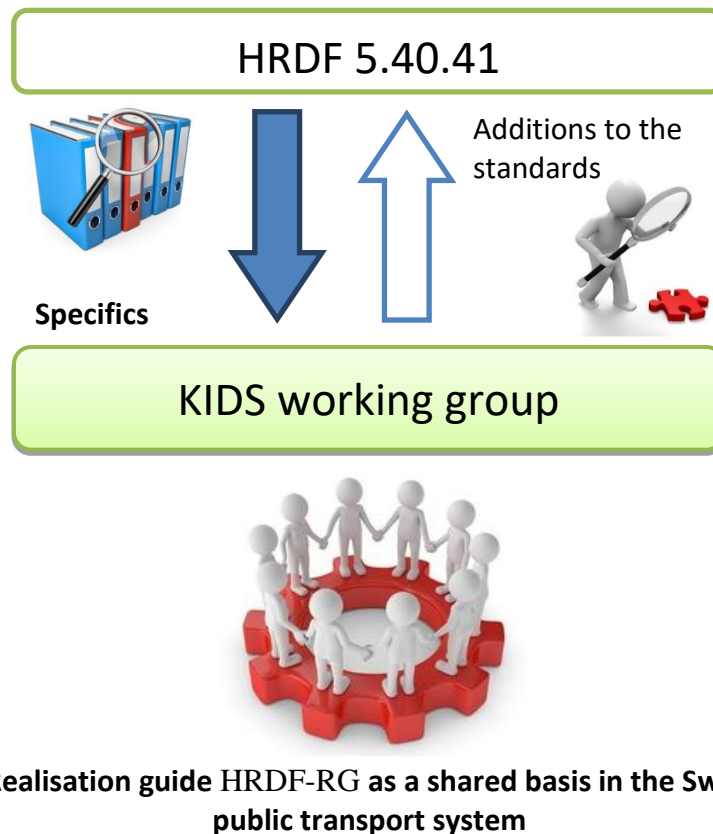 HRDF 5.40.41
Additions to the
standards
Specifics
KIDS working group
ealisation guide HRDF-RG as a shared basis in the Sw
public transport system